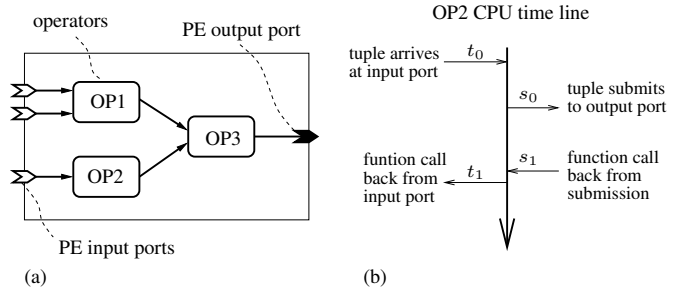 operators
PE output port
OP1
OP2
OP3
PE input ports
(a)
OP2 CPU time line
tuple arrives
at input port
t0
s0
tuple submits
to output port
funtion call
back from
input port
t1
s1
function call
back from
submission
(b)